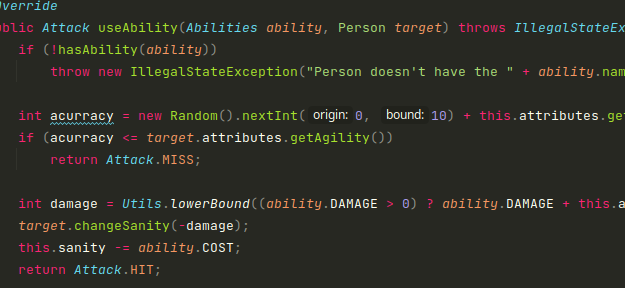 verride
blic Attack useAbility(Abilities ability, Person target) throws IllegalStateEx
if (!hasAbility(ability))
throw new IllegalStateException("Person doesn't have the " + ability.nam
int acurracy = new Random().nextInt( origin: 0, bound: 10) + this.attributes.get
if (acurracy <= target.attributes.getAgility())
return Attack.MISS;
int damage = Utils.lowerBound((ability.DAMAGE > 0) ? ability.DAMAGE + this.a
target.changeSanity(-damage);
this.sanity -= ability.COST;
return Attack.HIT;